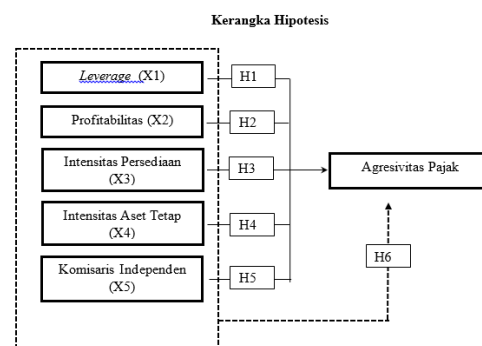 Kerangka Hipotesis
Leverage (X1)
H1
Profitabilitas (X2)
H2
Intensitas Persediaan
(X3)
H3
Agresivitas Pajak
Intensitas Aset Tetap
(X4)
H4
Komisaris Independen
(X5)
H5
H6